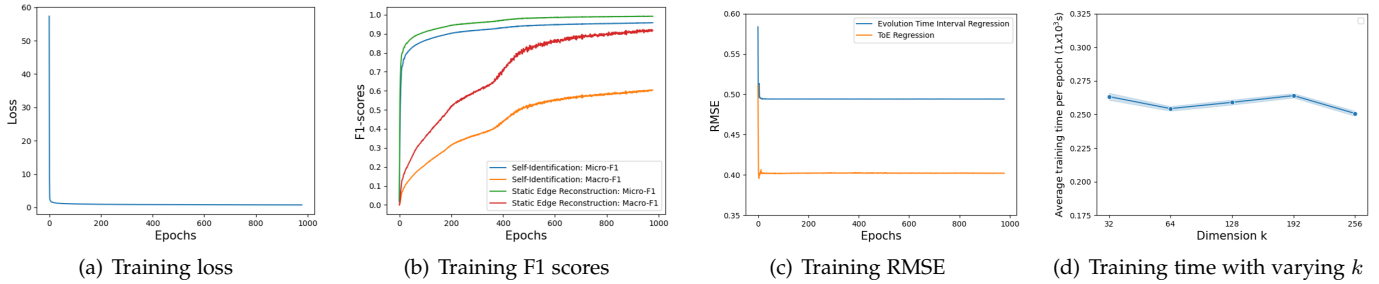 60
50
40
30
20
10
0
Loss
0 200 400 600 800 1000
Epochs
(a) Training loss
1.0
0.9
0.8
0.7
0.6
0.5
0.4
0.3
0.2
0.1
0.0
F1-scores
Self-Identification: Micro-F1
Self-Identification: Macro-F1
Static Edge Reconstruction: Micro-F1
Static Edge Reconstruction: Macro-F1
0 200 400 600 800 1000
Epochs
(b) Training F1 scores
0.60
0.55
0.50
0.45
0.40
0.35
RMSE
Evolution Time Interval Regression
ToE Regression
0 200 400 600 800 1000
Epochs
(c) Training RMSE
0.325
0.300
0.275
0.250
0.225
0.200
0.175
Average training time per epoch (1x10³s)
32 64 128 192 256
Dimension k
(d) Training time with varying k